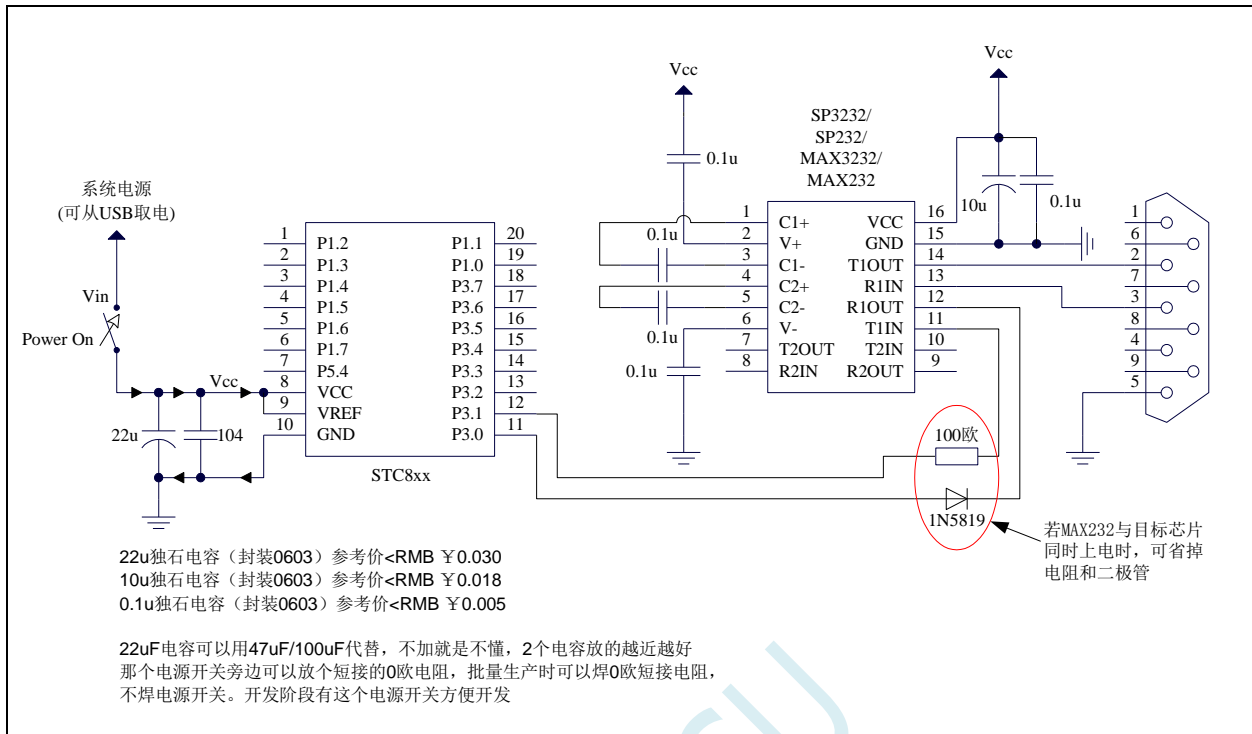 Vcc
Vcc
SP3232/
SP232/
MAX3232/
MAX232
0.1u
10u
0.1u
系统电源
(可从USB取电)
Vin
Power On
Vcc
22u
104
1 P1.2 P1.1 20
2 P1.3 P1.0 19
3 P1.4 P3.7 18
4 P1.5 P3.6 17
5 P1.6 P3.5 16
6 P1.7 P3.4 15
7 P5.4 P3.3 14
8 VCC P3.2 13
9 VREF P3.1 12
10 GND P3.0 11
STC8xx
0.1u
0.1u
0.1u
1 C1+ VCC 16
2 V+ GND 15
3 C1- T1OUT 14
4 C2+ R1IN 13
5 C2- R1OUT 12
6 V- T1IN 11
7 T2OUT T2IN 10
8 R2IN R2OUT 9
1
6
2
7
3
8
4
9
5
100欧
1N5819
若MAX232与目标芯片
同时上电时，可省掉
电阻和二极管
22u独石电容（封装0603）参考价<RMB ￥0.030
10u独石电容（封装0603）参考价<RMB ￥0.018
0.1u独石电容（封装0603）参考价<RMB ￥0.005
22uF电容可以用47uF/100uF代替，不加就是不懂，2个电容放的越近越好
那个电源开关旁边可以放个短接的0欧电阻，批量生产时可以焊0欧短接电阻，
不焊电源开关。开发阶段有这个电源开关方便开发